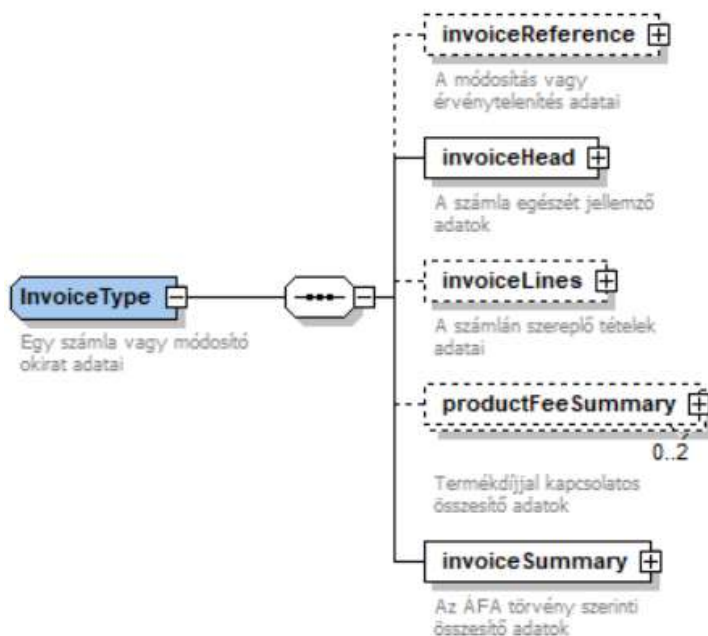 invoiceReference
A módosítás vagy
érvénytelenítés adatai
invoiceHead
A számla egészét jellemző
adatok
InvoiceType
Egy számla vagy módosító
okirat adatai
invoiceLines
A számlán szereplő tételek
adatai
productFeeSummary
0..2
Termékdíjjal kapcsolatos
összesítő adatok
invoiceSummary
Az ÁFA törvény szerinti
összesítő adatok